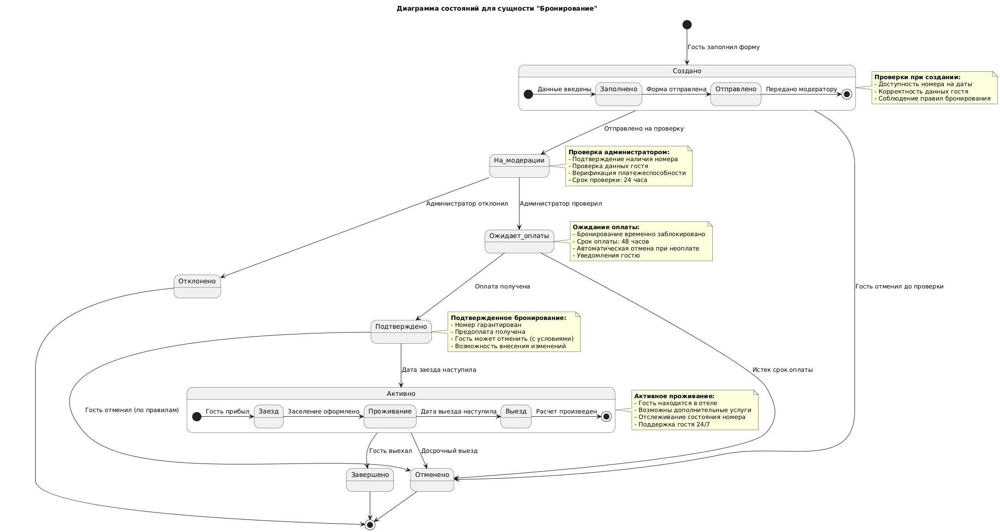 Диаграмма состояний для сущности "Бронирование"
Гость заполнил форму
Создано
Данные введены
Заполнено
Форма отправлена
Отправлено
Передано модератору
Проверки при создании:
- Доступность номера на даты
- Корректность данных гостя
- Соблюдение правил бронирования
Отправлено на проверку
На_модерации
Проверка администратором:
- Подтверждение наличия номера
- Проверка данных гостя
- Верификация платежеспособности
- Срок проверки: 24 часа
Администратор отклонил
Администратор проверил
Ожидает_оплаты
Ожидание оплаты:
- Бронирование временно заблокировано
- Срок оплаты: 48 часов
- Автоматическая отмена при неоплате
- Уведомления гостю
Отклонено
Оплата получена
Гость отменил до проверки
Подтверждено
Подтвержденное бронирование:
- Номер гарантирован
- Предоплата получена
- Гость может отменить (с условиями)
- Возможность внесения изменений
Дата заезда наступила
Истек срок оплаты
Гость отменил (по правилам)
Активно
Гость прибыл
Заезд
Заселение оформлено
Проживание
Дата выезда наступила
Выезд
Расчет произведен
Активное проживание:
- Гость находится в отеле
- Возможны дополнительные услуги
- Отслеживание состояния номера
- Поддержка гостя 24/7
Гость выехал
Досрочный выезд
Завершено
Отменено